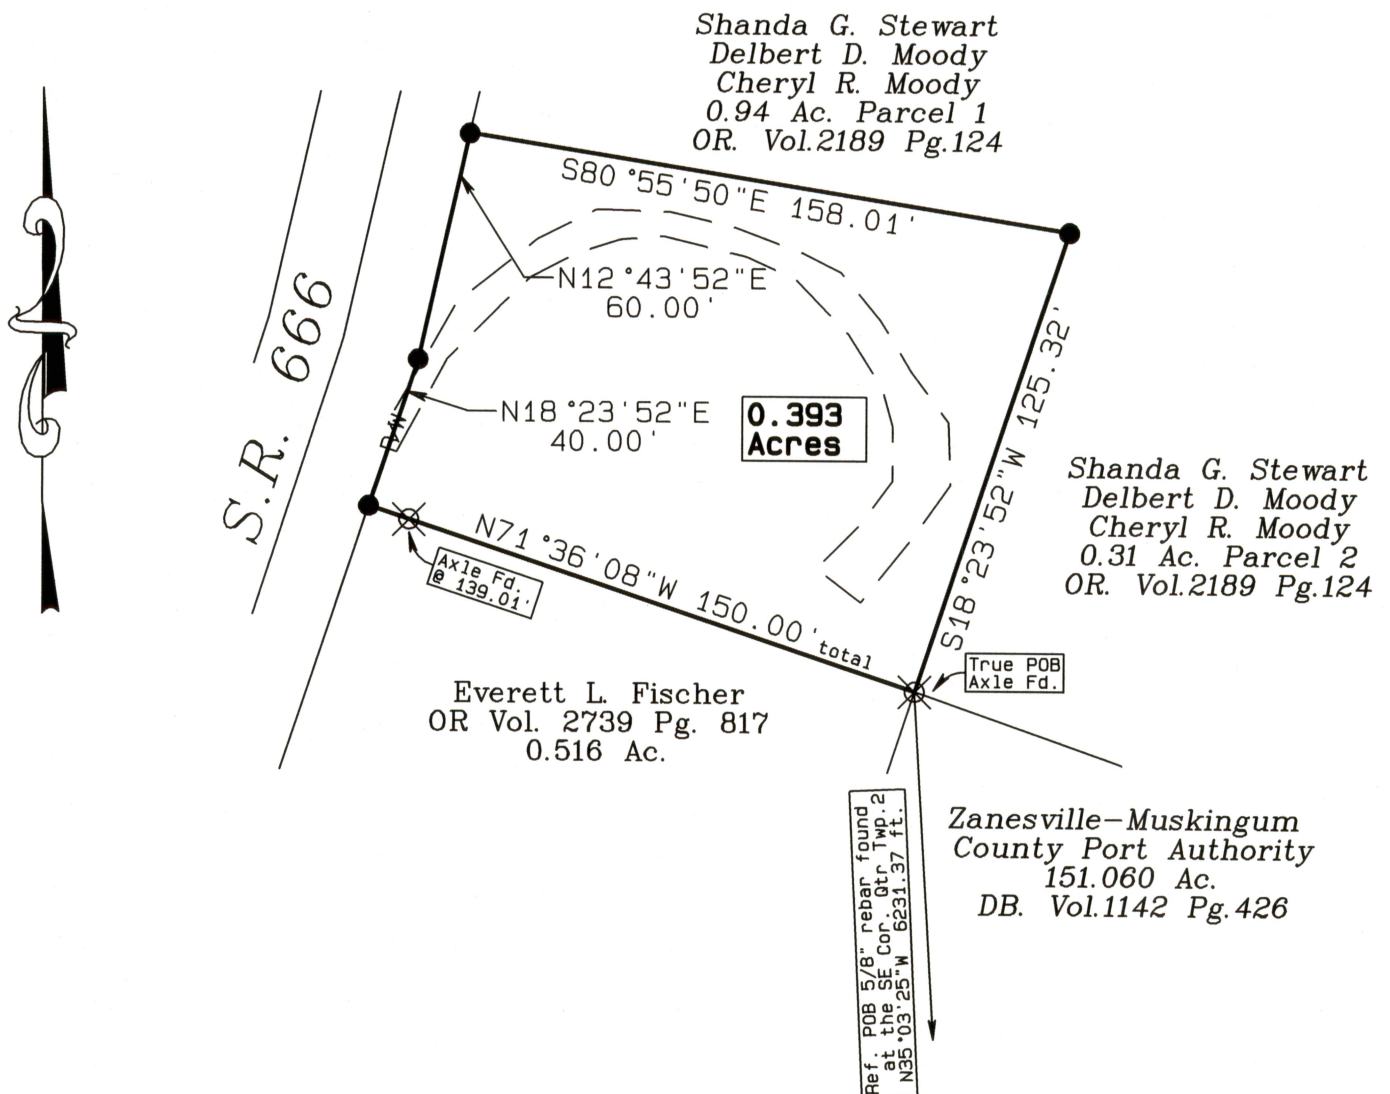 Shanda G. Stewart
Delbert D. Moody
Cheryl R. Moody
0.94 Ac. Parcel 1
OR. Vol.2189 Pg.124
S80°55'50"E 158.01'
N12°43'52"E
60.00'
S.R. 666
N18°23'52"E
40.00'
R/W
0.393
Acres
S18°23'52"W 125.32'
Shanda G. Stewart
Delbert D. Moody
Cheryl R. Moody
0.31 Ac. Parcel 2
OR. Vol.2189 Pg.124
N71°36'08"W 150.00' total
Axle Fd.
@ 139.01'
True POB
Axle Fd.
Everett L. Fischer
OR Vol. 2739 Pg. 817
0.516 Ac.
Ref. POB 5/8" rebar found
at the SE Cor. Qtr Twp.2
N35°03'25"W 6231.37 ft.
Zanesville-Muskingum
County Port Authority
151.060 Ac.
DB. Vol.1142 Pg.426